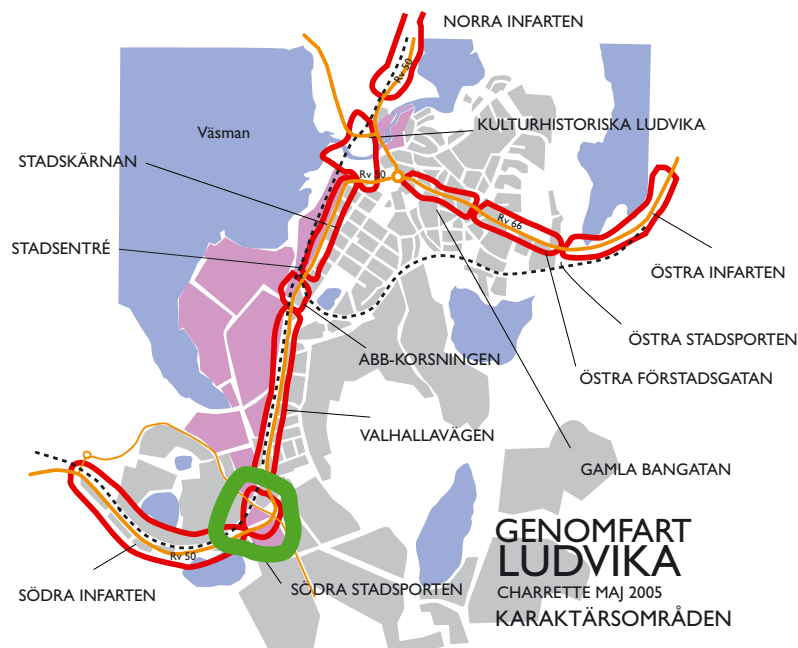 NORRA INFARTEN
Rv 50
KULTURHISTORISKA LUDVIKA
Väsman
STADSKÄRNAN
Rv 50
Rv 66
STADSENTRÉ
ÖSTRA INFARTEN
ÖSTRA STADSPORTEN
ABB-KORSNINGEN
ÖSTRA FÖRSTADSGATAN
VALHALLAVÄGEN
GAMLA BANGATAN
Rv 50
SÖDRA INFARTEN
SÖDRA STADSPORTEN
GENOMFART
LUDVIKA
CHARRETTE MAJ 2005
KARAKTÄRSOMRÅDEN